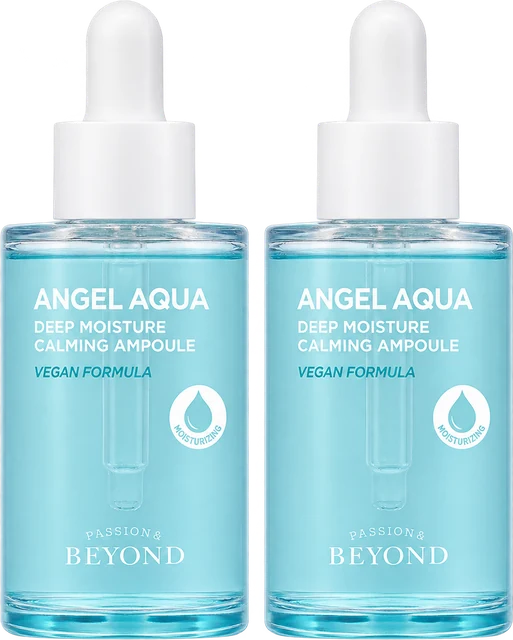 ANGEL AQUA
DEEP MOISTURE
CALMING AMPOULE
VEGAN FORMULA
MOISTURIZING
PASSION &
BEYOND
ANGEL AQUA
DEEP MOISTURE
CALMING AMPOULE
VEGAN FORMULA
MOISTURIZING
PASSION &
BEYOND